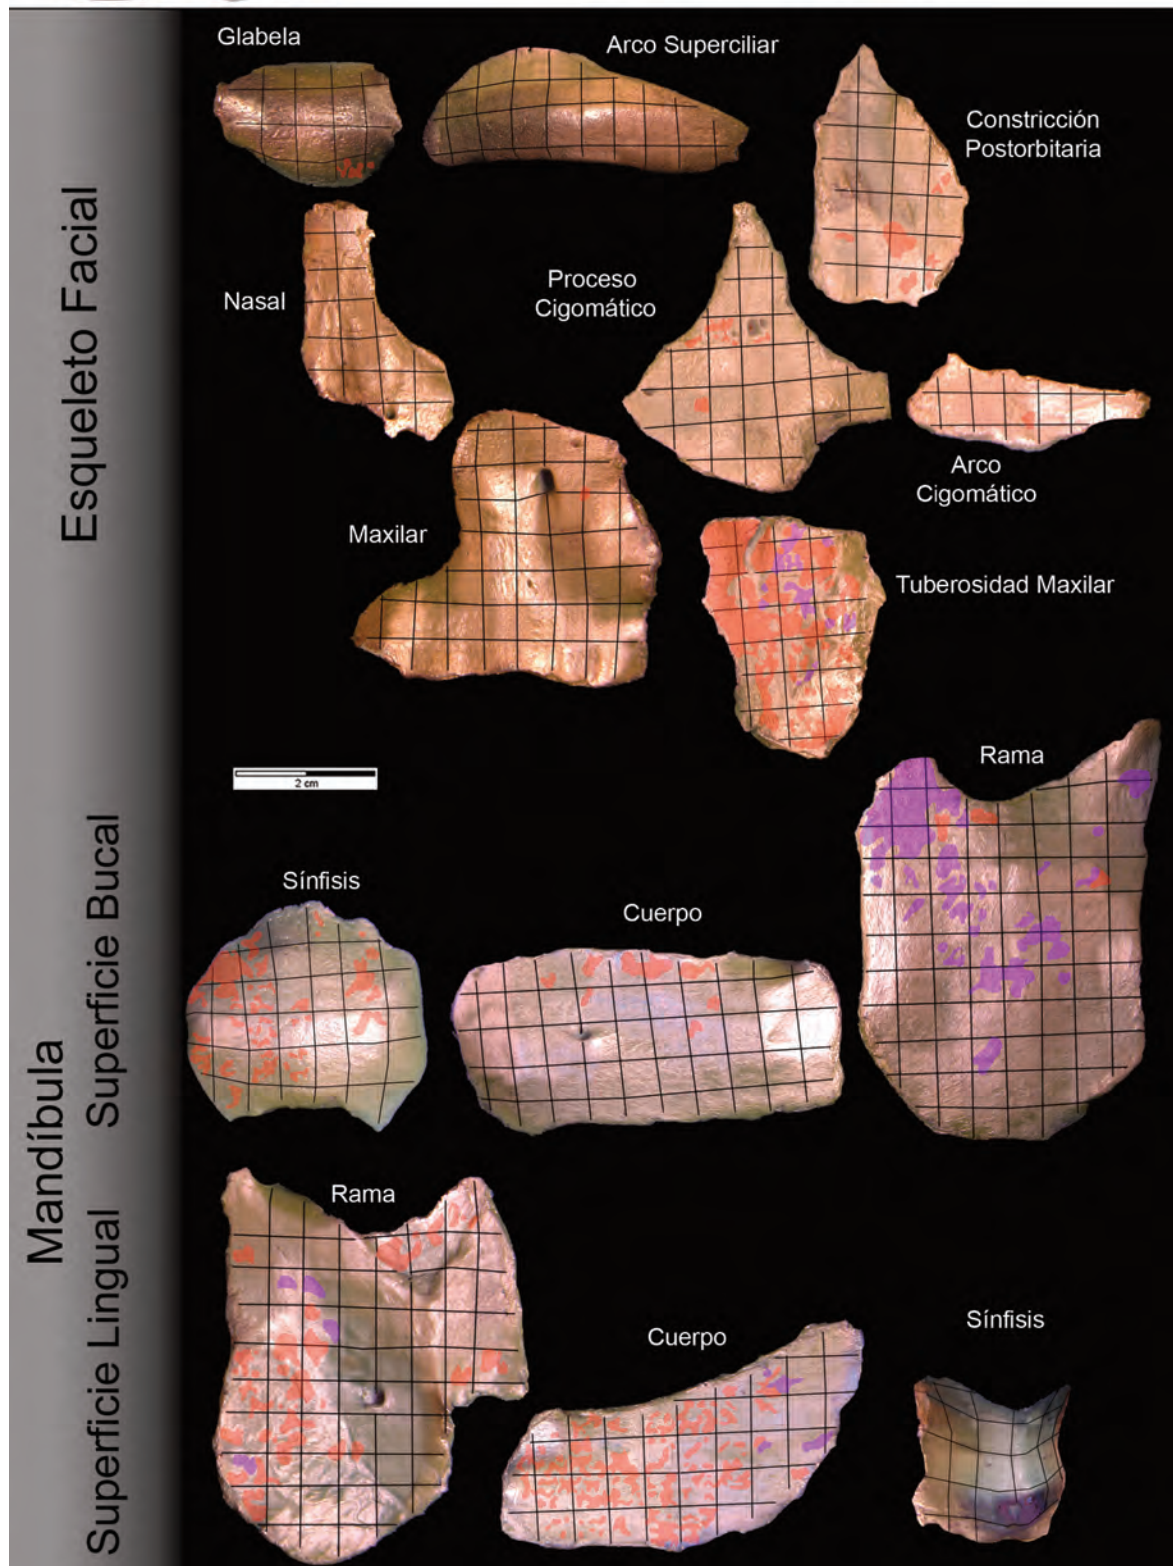 Esqueleto Facial
Glabela
Arco Superciliar
Constricción
Postorbitaria
Nasal
Proceso
Cigomático
Arco
Cigomático
Maxilar
Tuberosidad Maxilar
2 cm
Mandíbula
Superficie Bucal
Rama
Sínfisis
Cuerpo
Superficie Lingual
Rama
Cuerpo
Sínfisis